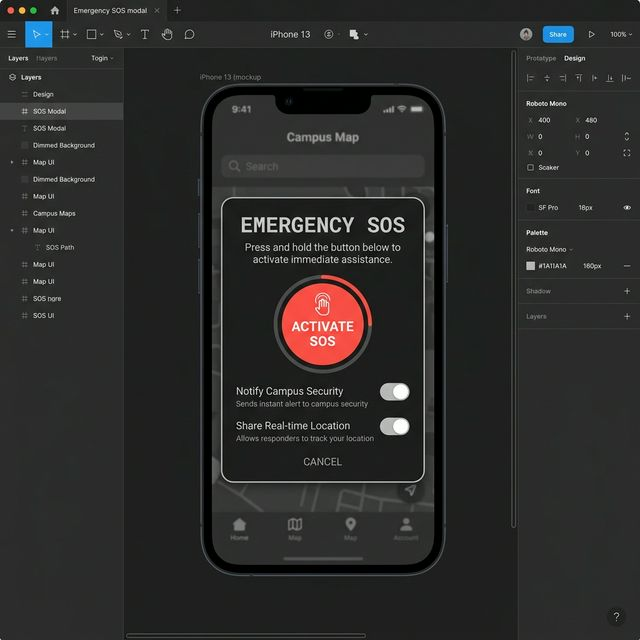 Emergency SOS modal
iPhone 13
Share
100%
Layers
Hayers
Togin
Layers
Design
SOS Modal
SOS Modal
Dimmed Background
Map UI
Dimmed Background
Map UI
Campus Maps
Map UI
SOS Path
Map UI
Map UI
SOS ngre
SOS UI
iPhone 13 (mockup
9:41
Campus Map
Search
EMERGENCY SOS
Press and hold the button below to
activate immediate assistance.
ACTIVATE
SOS
Notify Campus Security
Sends instant alert to campus security
Share Real-time Location
Allows responders to track your location
CANCEL
Home
Map
Map
Account
Prototype
Design
Roboto Mono
X 400 X 480
W 0 H 0
X 0 Y 0
Scaker
Font
SF Pro 16px
Palette
Roboto Mono
#1A11A1A 160px
Shadow
Layers
?